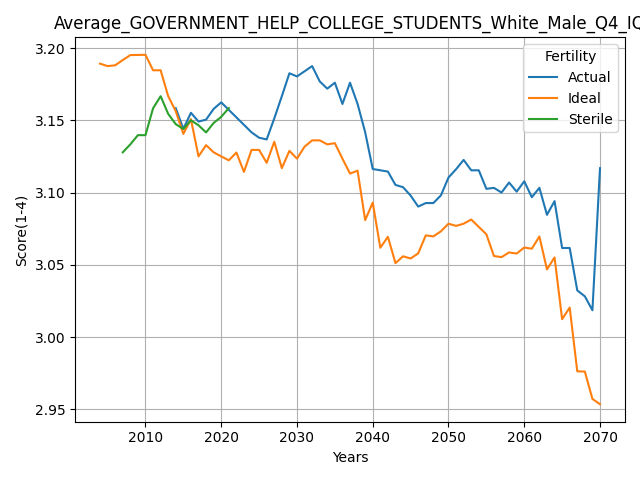 Average_GOVERNMENT_HELP_COLLEGE_STUDENTS_White_Male_Q4_IQ
Fertility
Actual
Ideal
Sterile
Score(1-4)
3.20
3.15
3.10
3.05
3.00
2.95
2010 2020 2030 2040 2050 2060 2070
Years